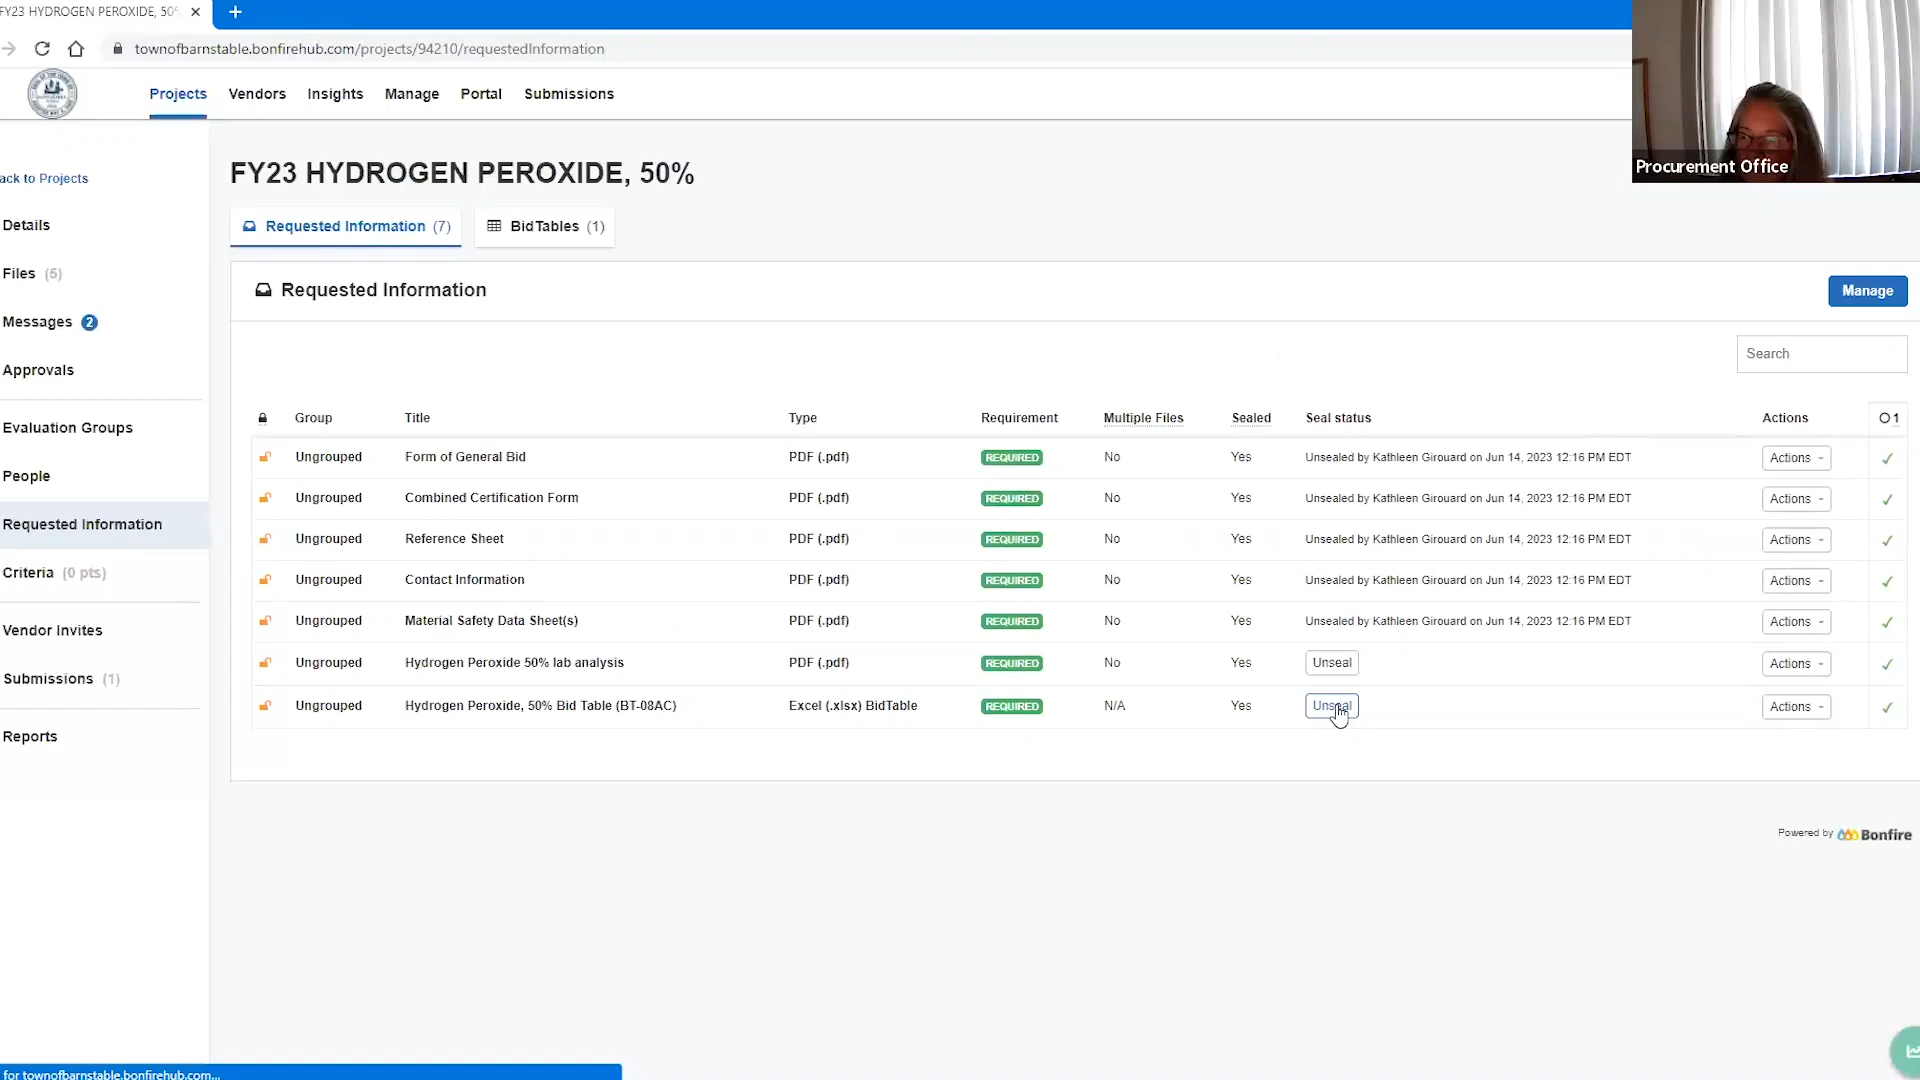 FY23 HYDROGEN PEROXIDE, 50%
townofbarnstable.bonfirehub.com/projects/94210/requestedInformation
Projects Vendors Insights Manage Portal Submissions
Procurement Office
ack to Projects
Details
Files (5)
Messages 2
Approvals
Evaluation Groups
People
Requested Information
Criteria (0 pts)
Vendor Invites
Submissions (1)
Reports
FY23 HYDROGEN PEROXIDE, 50%
Requested Information (7) BidTables (1)
Requested Information Manage
Search
Group Title Type Requirement Multiple Files Sealed Seal status Actions 1
Ungrouped Form of General Bid PDF (.pdf) REQUIRED No Yes Unsealed by Kathleen Girouard on Jun 14, 2023 12:16 PM EDT Actions
Ungrouped Combined Certification Form PDF (.pdf) REQUIRED No Yes Unsealed by Kathleen Girouard on Jun 14, 2023 12:16 PM EDT Actions
Ungrouped Reference Sheet PDF (.pdf) REQUIRED No Yes Unsealed by Kathleen Girouard on Jun 14, 2023 12:16 PM EDT Actions
Ungrouped Contact Information PDF (.pdf) REQUIRED No Yes Unsealed by Kathleen Girouard on Jun 14, 2023 12:16 PM EDT Actions
Ungrouped Material Safety Data Sheet(s) PDF (.pdf) REQUIRED No Yes Unsealed by Kathleen Girouard on Jun 14, 2023 12:16 PM EDT Actions
Ungrouped Hydrogen Peroxide 50% lab analysis PDF (.pdf) REQUIRED No Yes Unseal Actions
Ungrouped Hydrogen Peroxide, 50% Bid Table (BT-08AC) Excel (.xlsx) BidTable REQUIRED N/A Yes Unseal Actions
Powered by Bonfire
for townofbarnstable.bonfirehub.com...